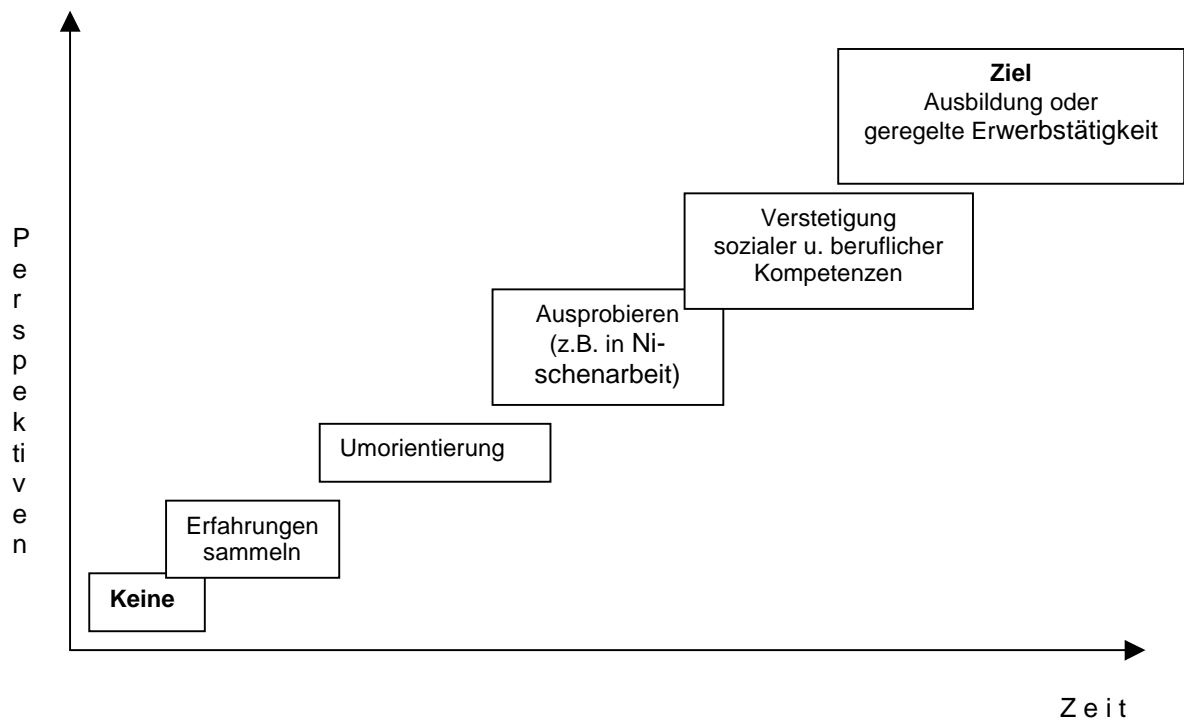 Ziel
Ausbildung oder
geregelte Erwerbstätigkeit
Verstetigung
sozialer u. beruflicher
Kompetenzen
P
e
r
s
p
e
k
ti
v
e
n
Ausprobieren
(z.B. in Ni-
schenarbeit)
Umorientierung
Erfahrungen
sammeln
Keine
Z e i t